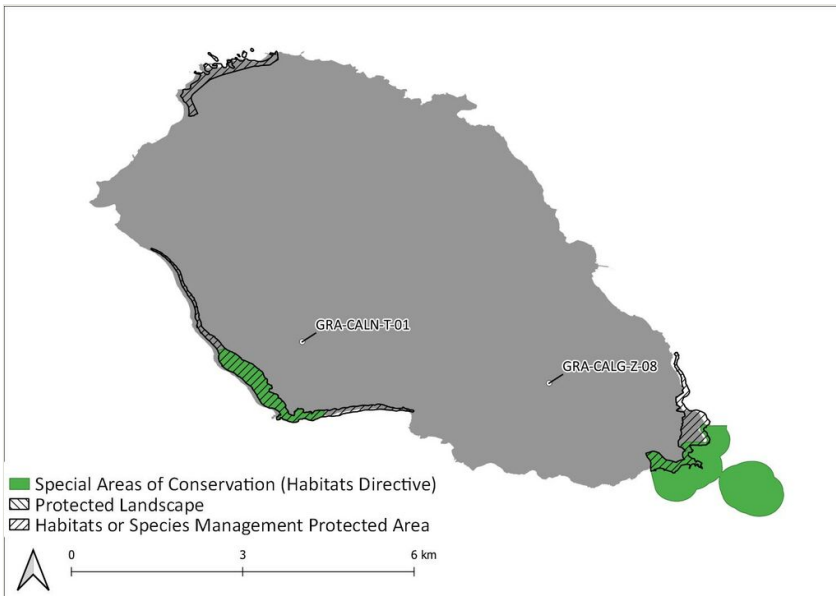 GRA-CALN-T-01
GRA-CALG-Z-08
Special Areas of Conservation (Habitats Directive)
Protected Landscape
Habitats or Species Management Protected Area
0 3 6 km